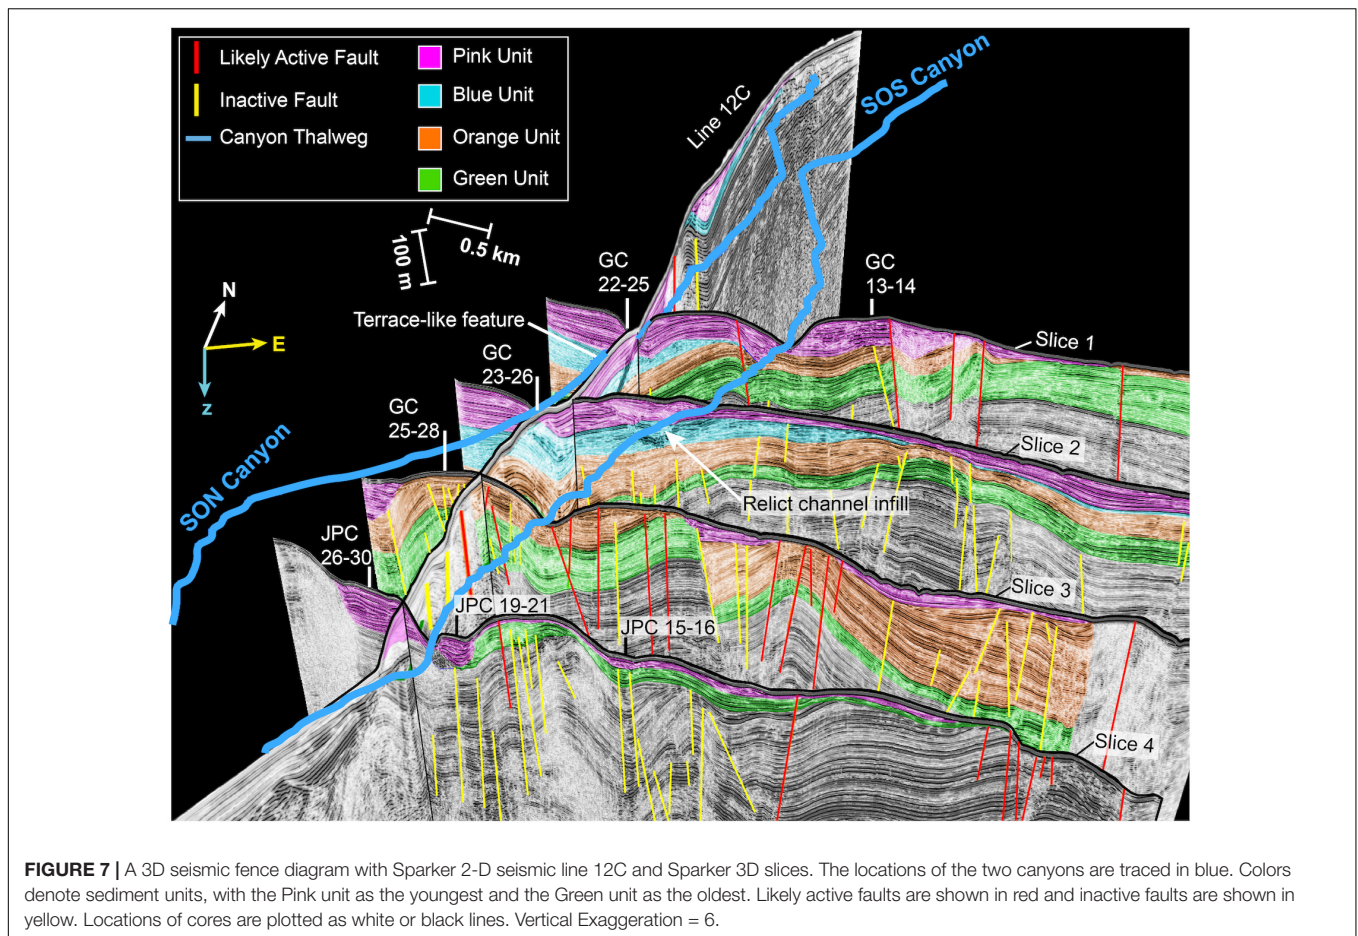 Likely Active Fault
Inactive Fault
Canyon Thalweg
Pink Unit
Blue Unit
Orange Unit
Green Unit
Line 12C
SOS Canyon
100 m
0.5 km
N
E
z
GC
22-25
GC
13-14
Terrace-like feature
Slice 1
GC
23-26
GC
25-28
Slice 2
SON Canyon
Relict channel infill
JPC
26-30
Slice 3
JPC 19-21
JPC 15-16
Slice 4
FIGURE 7 | A 3D seismic fence diagram with Sparker 2-D seismic line 12C and Sparker 3D slices. The locations of the two canyons are traced in blue. Colors
denote sediment units, with the Pink unit as the youngest and the Green unit as the oldest. Likely active faults are shown in red and inactive faults are shown in
yellow. Locations of cores are plotted as white or black lines. Vertical Exaggeration = 6.